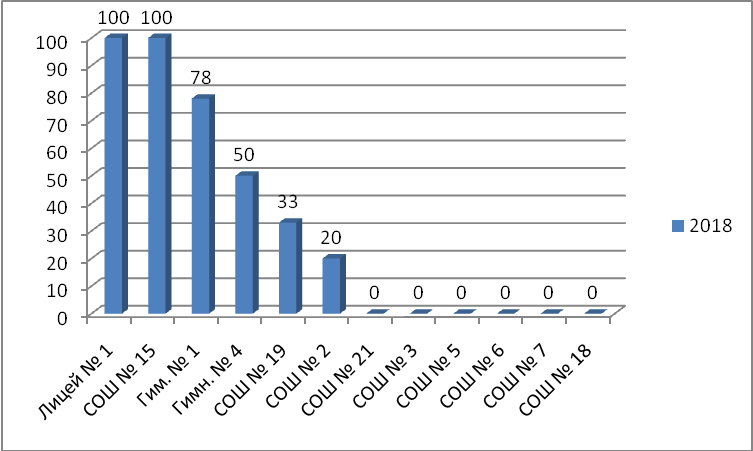 100 100
78
50
33
20
0 0 0 0 0 0
100
90
80
70
60
50
40
30
20
10
0
Лицей № 1
СОШ № 15
Гим. № 1
Гимн. № 4
СОШ № 19
СОШ № 2
СОШ № 21
СОШ № 3
СОШ № 5
СОШ № 6
СОШ № 7
СОШ № 18
2018